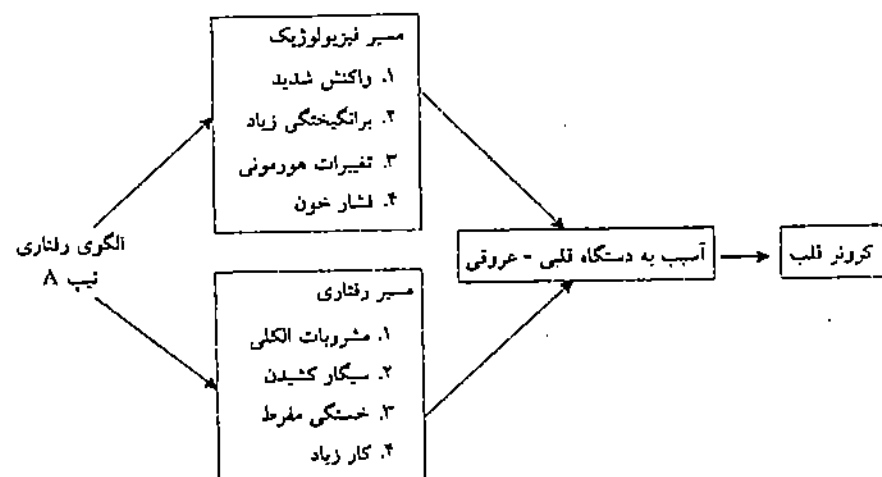 مسیر فیزیولوژیک
۱. واکنش شدید
۲. برانگیختگی زیاد
۳. تغییرات هورمونی
۴. فشار خون
الگوی رفتاری
تیپ A
مسیر رفتاری
۱. مشروبات الکلی
۲. سیگار کشیدن
۳. خستگی مفرط
۴. کار زیاد
آسیب به دستگاه قلبی - عروقی
کرونر قلب